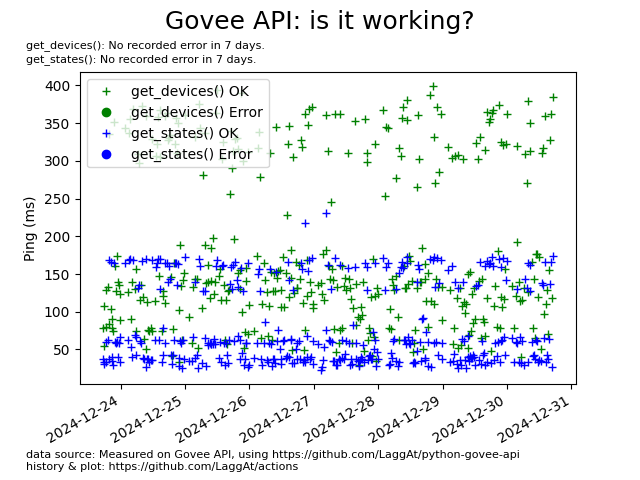 Govee API: is it working?
get_devices(): No recorded error in 7 days.
get_states(): No recorded error in 7 days.
get_devices() OK
get_devices() Error
get_states() OK
get_states() Error
Ping (ms)
400
350
300
250
200
150
100
50
2024-12-24
2024-12-25
2024-12-26
2024-12-27
2024-12-28
2024-12-29
2024-12-30
2024-12-31
data source: Measured on Govee API, using https://github.com/LaggAt/python-govee-api
history & plot: https://github.com/LaggAt/actions